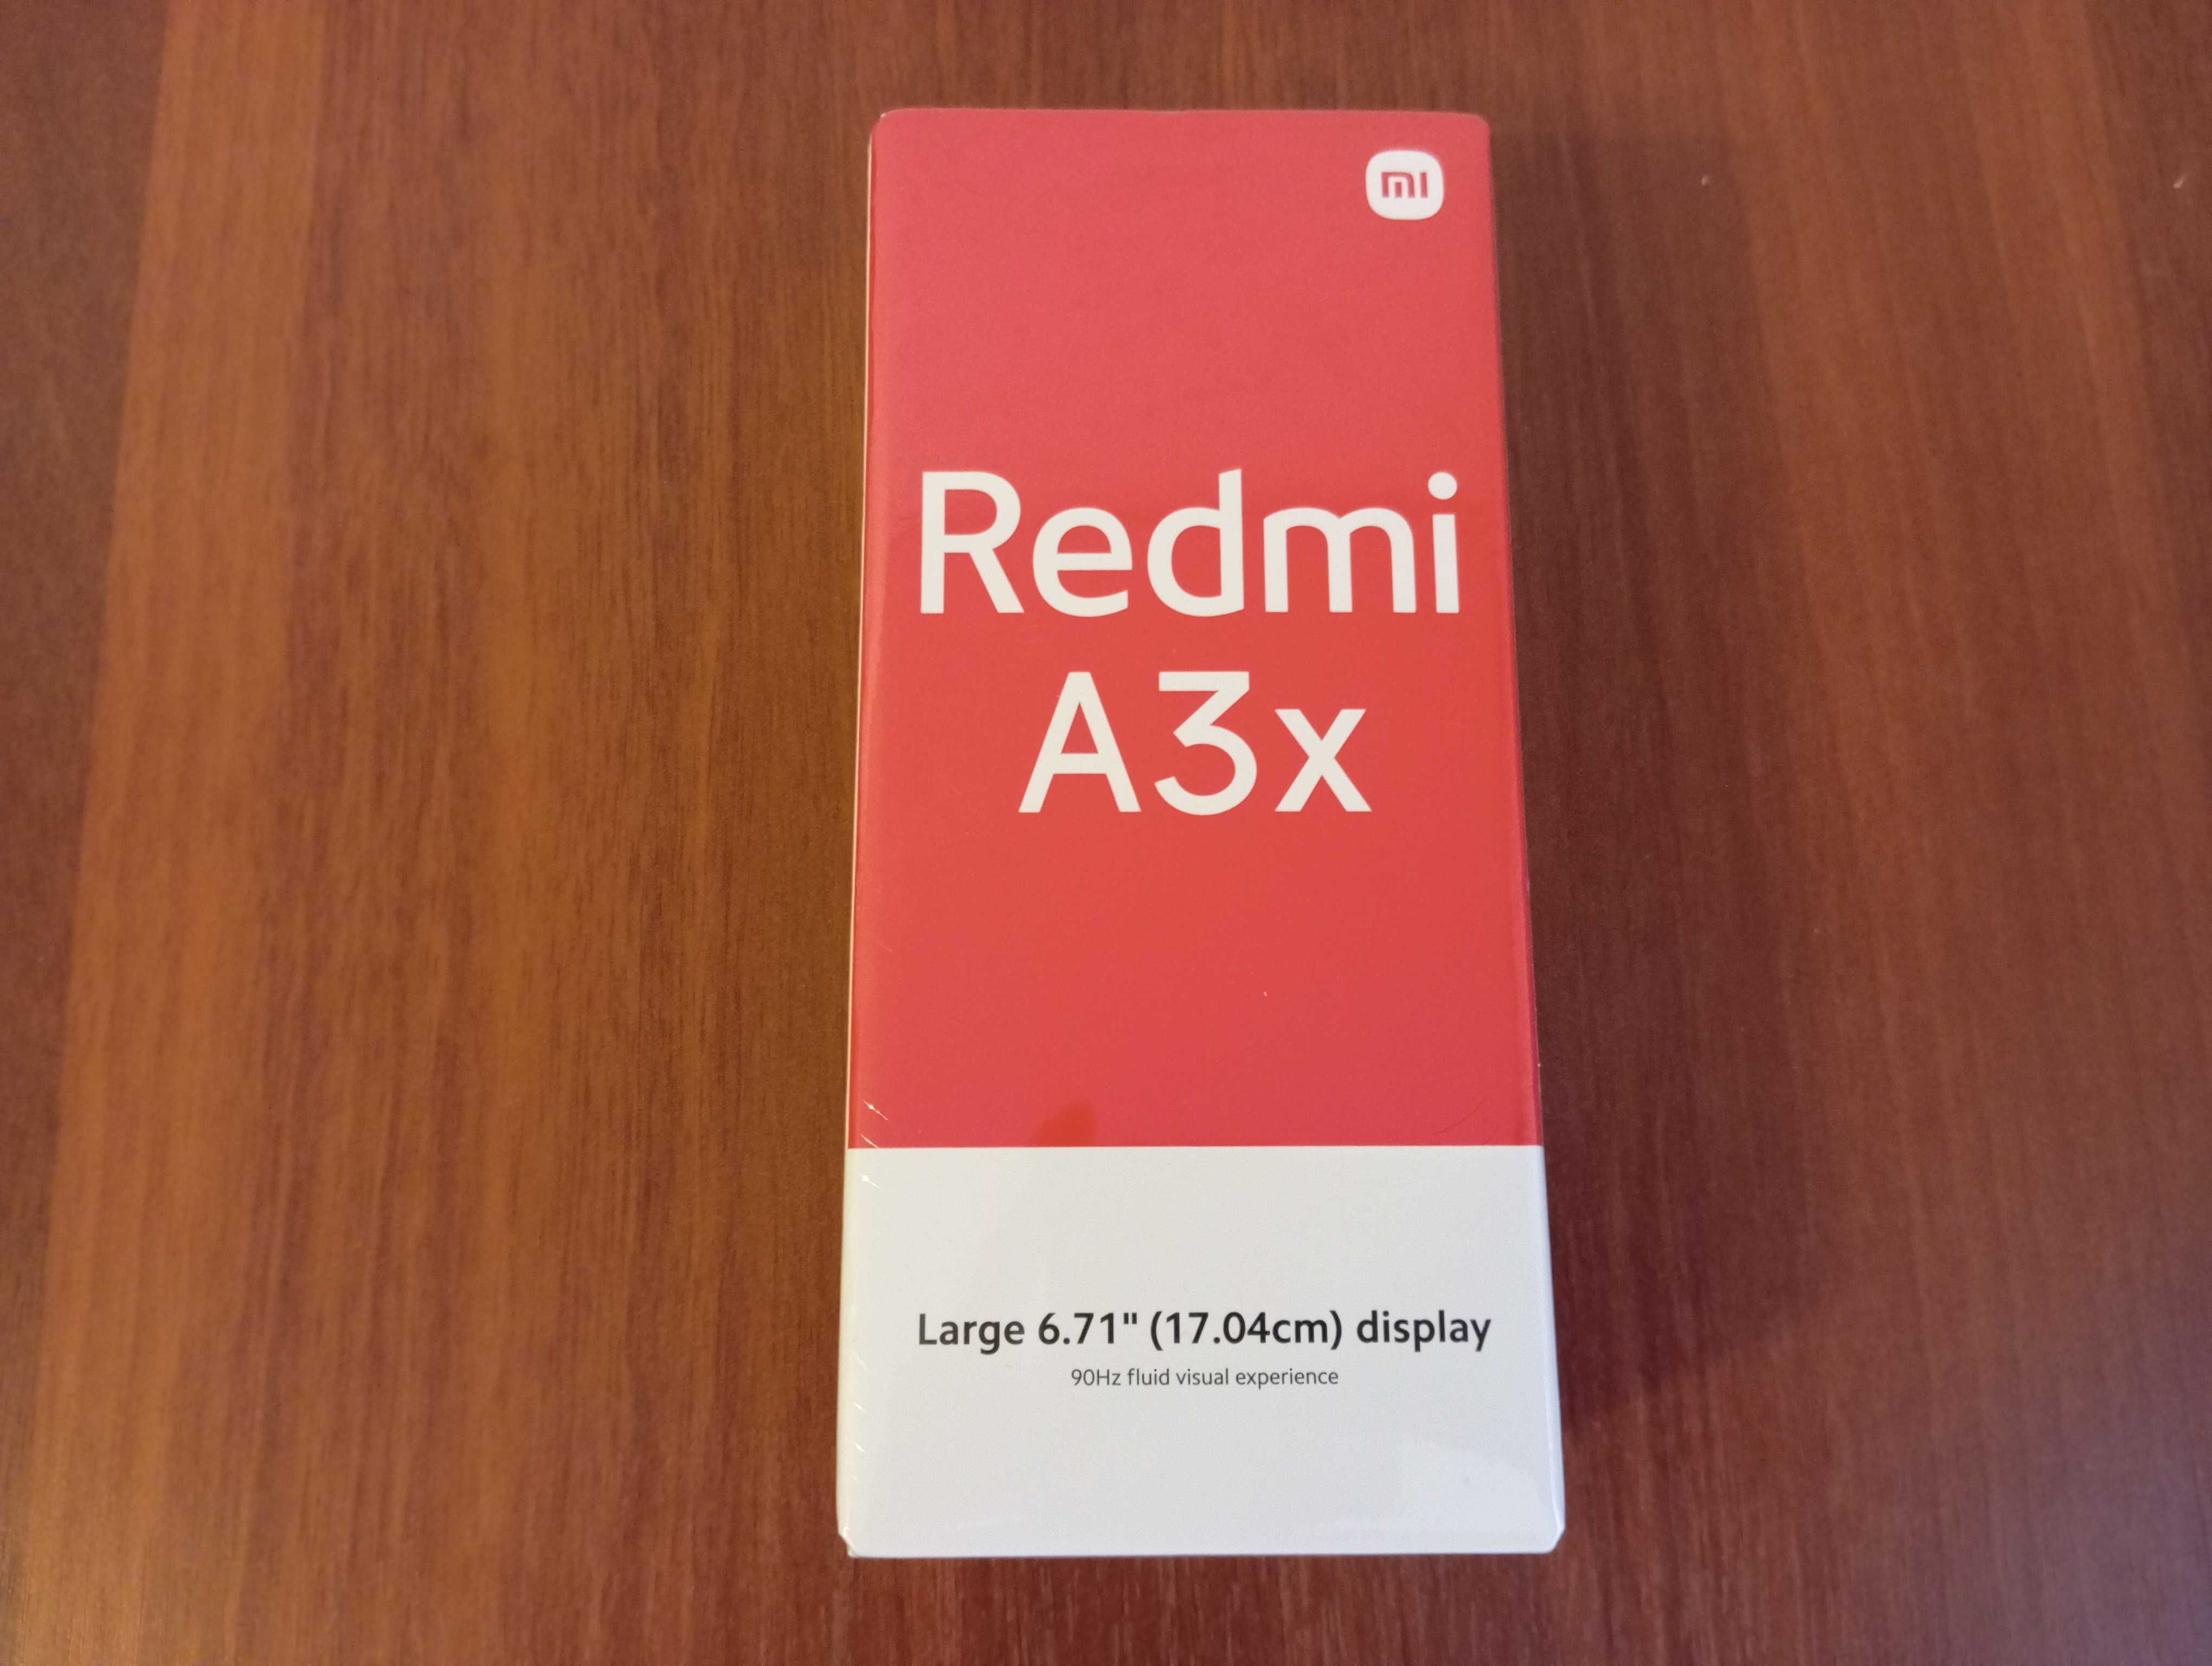 mi
Redmi
A3x
Large 6.71" (17.04cm) display
90Hz fluid visual experience